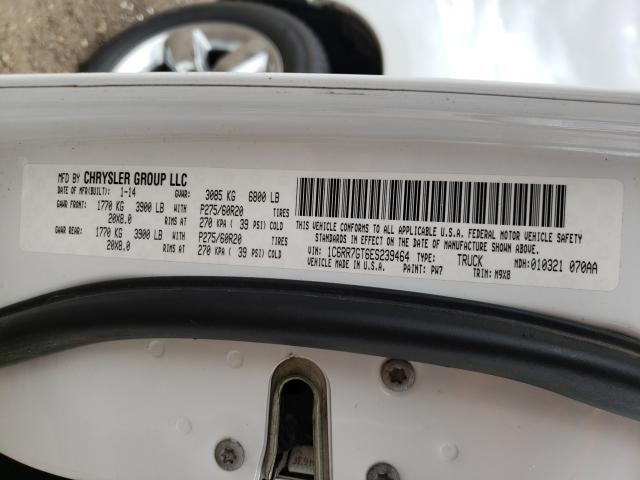 MFD BY CHRYSLER GROUP LLC
DATE OF MFR(BUILT): 1-14 GVWR: 3085 KG 6800 LB
GAWR FRONT: 1770 KG 3900 LB WITH P275/60R20 TIRES
20X8.0 RIMS AT 270 KPA ( 39 PSI) COLD
GAWR REAR: 1770 KG 3900 LB WITH P275/60R20 TIRES
20X8.0 RIMS AT 270 KPA ( 39 PSI) COLD
THIS VEHICLE CONFORMS TO ALL APPLICABLE U.S.A. FEDERAL MOTOR VEHICLE SAFETY
STANDARDS IN EFFECT ON THE DATE OF MANUFACTURE SHOWN ABOVE.
VIN: 1C6RR7GT6ES239464 TYPE: TRUCK MDH:010321 070AA
VEHICLE MADE IN U.S.A. PAINT: PW7 TRIM: M9X8